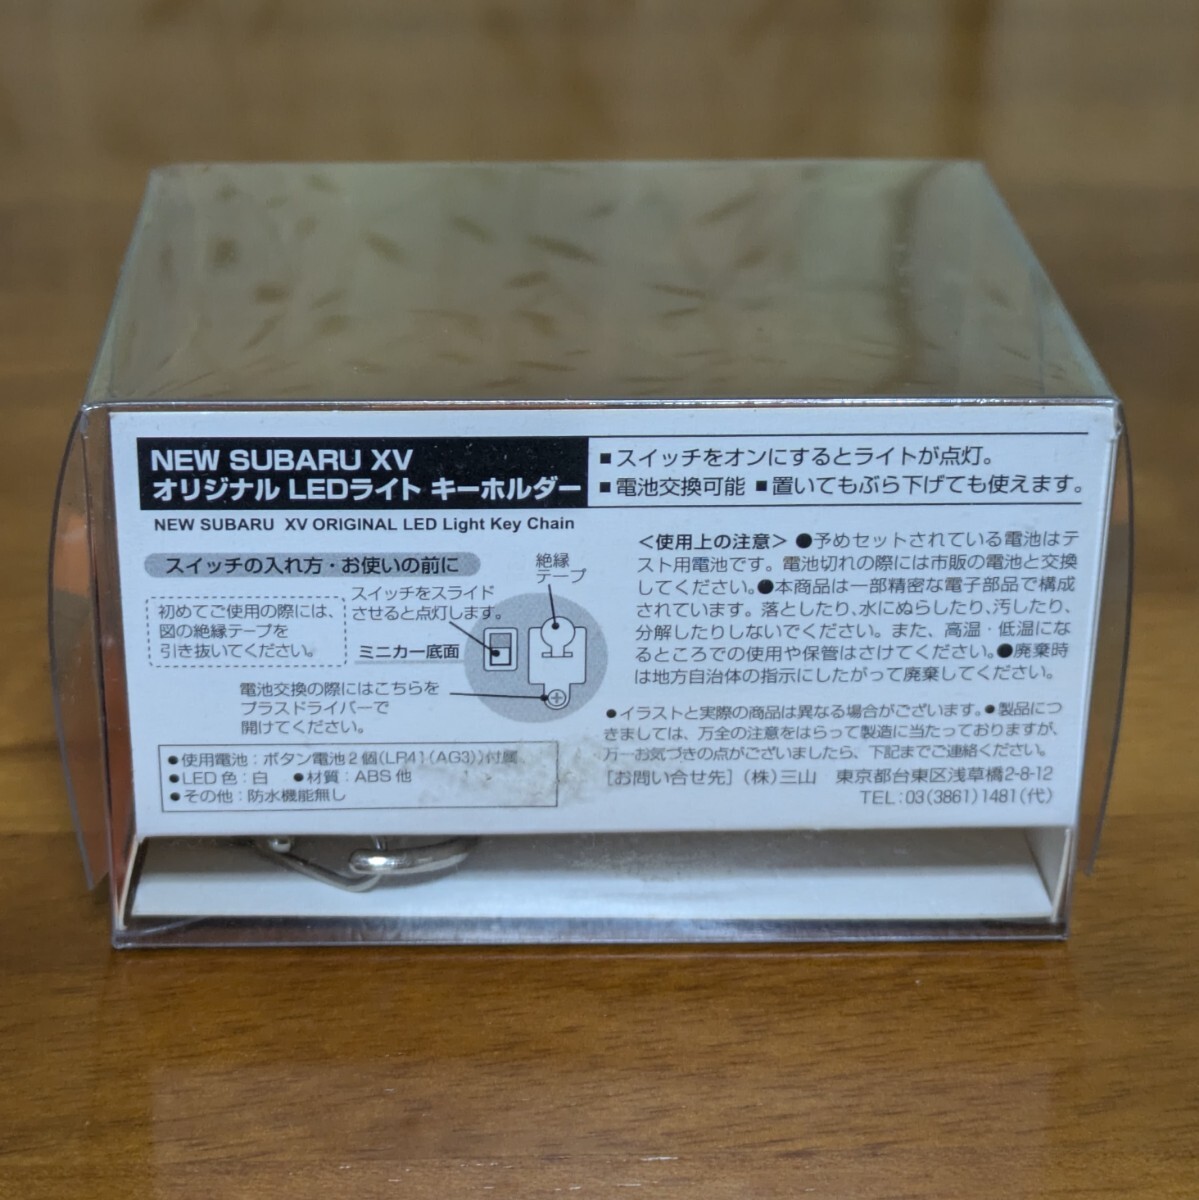 NEW SUBARU XV
オリジナル LEDライト キーホルダー
■スイッチをオンにするとライトが点灯。
■電池交換可能 ■置いてもぶら下げても使えます。
NEW SUBARU XV ORIGINAL LED Light Key Chain
スイッチの入れ方・お使いの前に
初めてご使用の際には、
図の絶縁テープを
引き抜いてください。
スイッチをスライド
させると点灯します。
絶縁
テープ
ミニカー底面
電池交換の際にはこちらを
プラスドライバーで
開けてください。
●使用電池：ボタン電池2個(LR41(AG3))付属
●LED色：白 ●材質：ABS他
●その他：防水機能無し
＜使用上の注意＞●予めセットされている電池はテ
スト用電池です。電池切れの際には市販の電池と交換
してください。●本商品は一部精密な電子部品で構成
されています。落としたり、水にぬらしたり、汚したり、
分解したりしないでください。また、高温・低温にな
るところでの使用や保管はさけてください。●廃棄時
は地方自治体の指示にしたがって廃棄してください。
●イラストと実際の商品は異なる場合がございます。●製品につ
きましては、万全の注意をはらって製造に当たっておりますが、
万一お気づきの点がございましたら、下記までご連絡ください。
[お問い合せ先]（株）三山 東京都台東区浅草橋2-8-12
TEL：03(3861)1481(代)